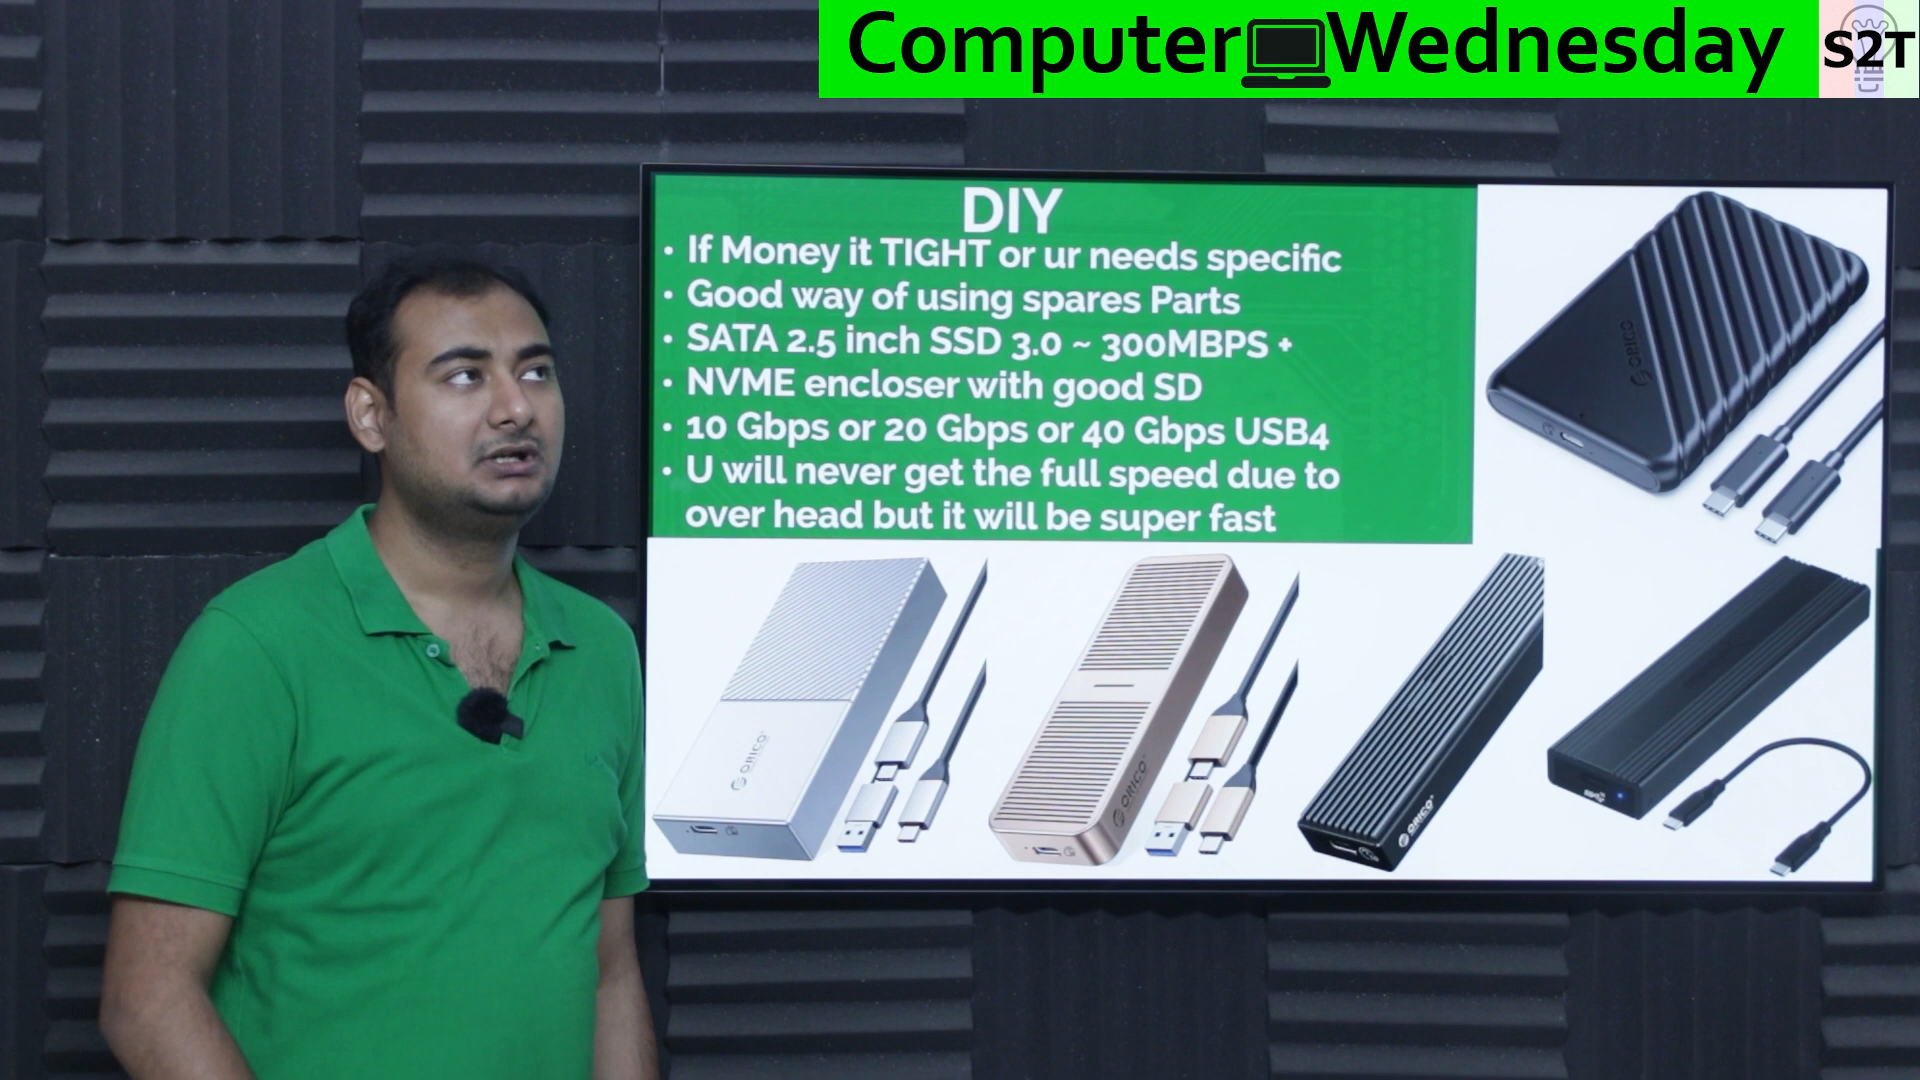 Computer Wednesday
S2T
DIY
• If Money it TIGHT or ur needs specific
• Good way of using spares Parts
• SATA 2.5 inch SSD 3.0 ~ 300MBPS +
• NVME encloser with good SD
• 10 Gbps or 20 Gbps or 40 Gbps USB4
• U will never get the full speed due to
over head but it will be super fast
ORICO
ORICO
ORICO
ORICO